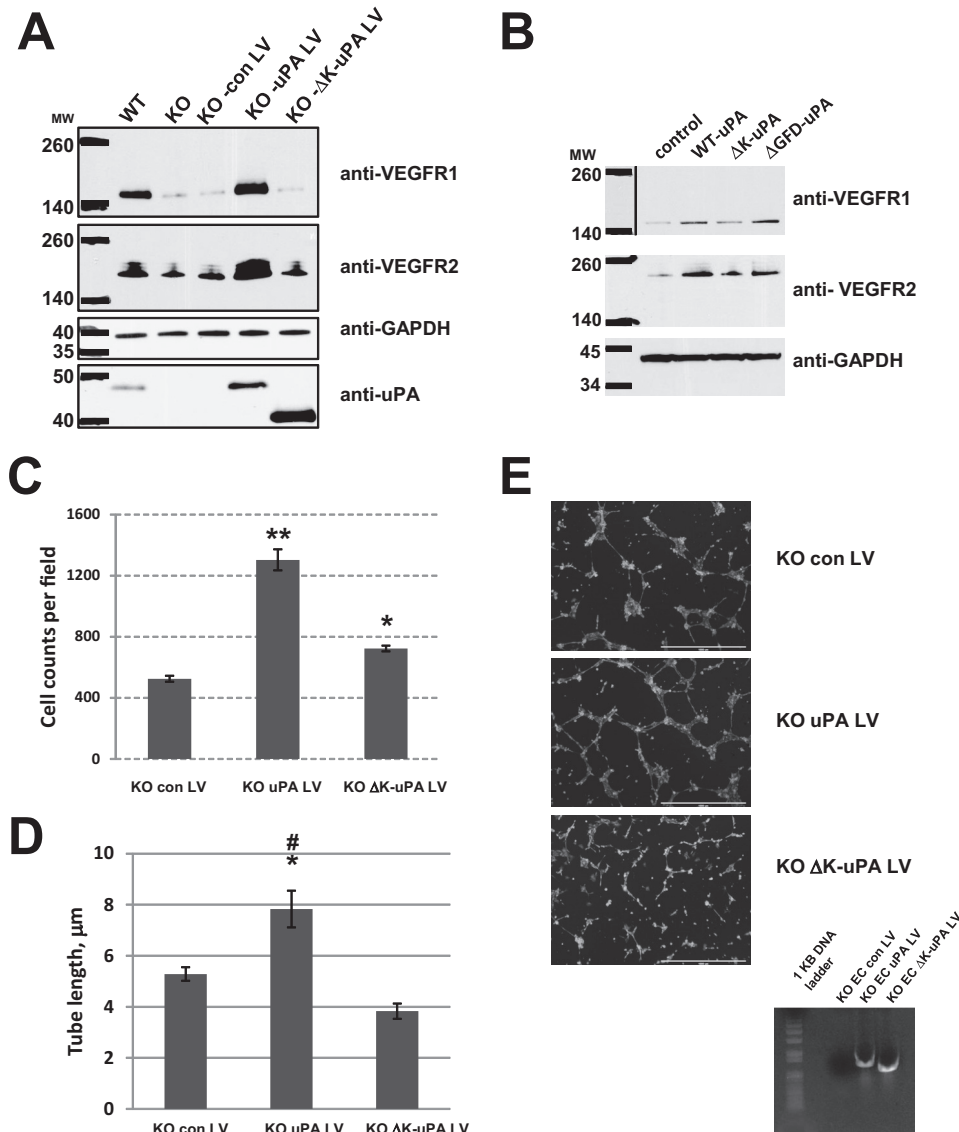 A
WT
KO
KO -con LV
KO -uPA LV
KO -ΔK-uPA LV
MW
260
140
anti-VEGFR1
260
140
anti-VEGFR2
40
35
anti-GAPDH
50
40
anti-uPA
B
control
WT-uPA
ΔK-uPA
ΔGFD-uPA
MW
260
140
anti-VEGFR1
260
140
anti- VEGFR2
45
34
anti-GAPDH
C
Cell counts per field
1600
1200
800
400
0
**
*
KO con LV
KO uPA LV
KO ΔK-uPA LV
D
Tube length, μm
10
8
6
4
2
0
#
*
KO con LV
KO uPA LV
KO ΔK-uPA LV
E
KO con LV
KO uPA LV
KO ΔK-uPA LV
1 KB DNA
ladder
KO EC con LV
KO EC uPA LV
KO EC ΔK-uPA LV